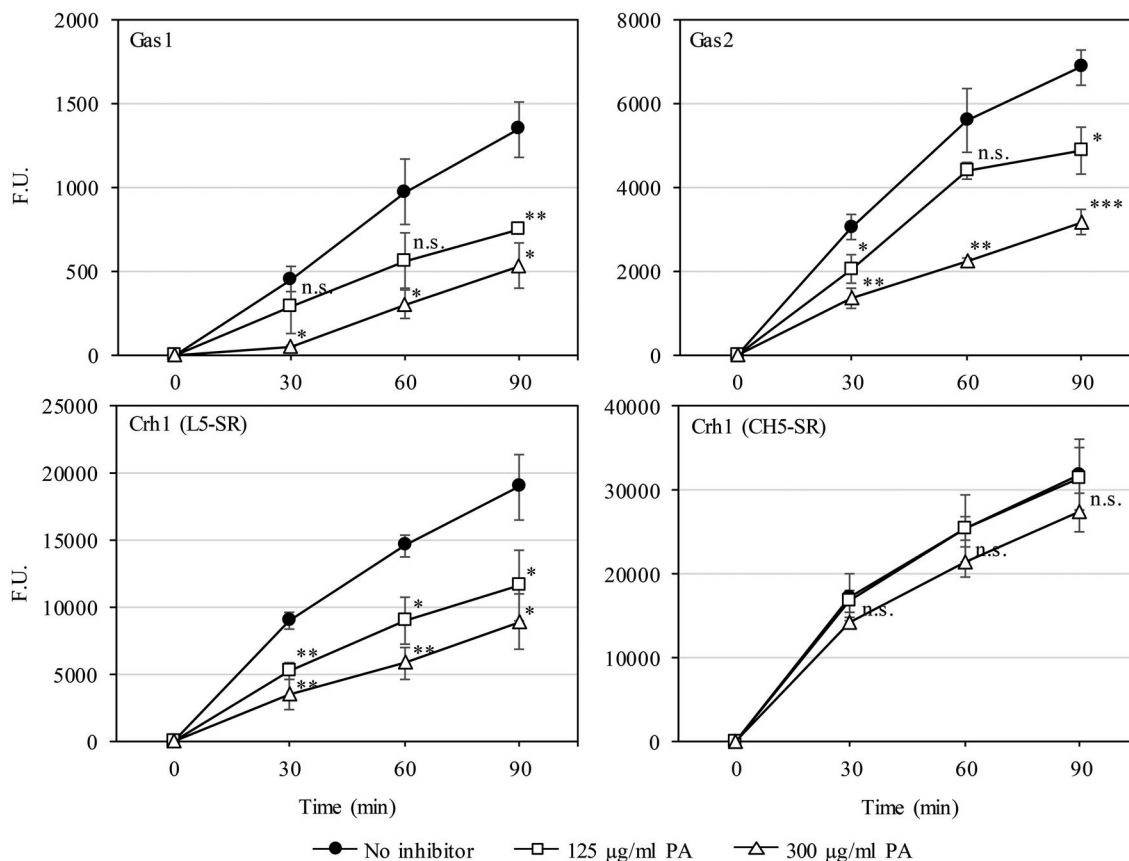 Gas1
2000
1500
1000
500
0
F.U.
n.s.
*
n.s.
*
**
*
0 30 60 90
Gas2
8000
6000
4000
2000
0
*
**
n.s.
**
*
***
0 30 60 90
Crh1 (L5-SR)
25000
20000
15000
10000
5000
0
F.U.
**
**
*
**
*
*
0 30 60 90
Time (min)
Crh1 (CH5-SR)
40000
30000
20000
10000
0
n.s.
n.s.
n.s.
0 30 60 90
Time (min)
No inhibitor 125 µg/ml PA 300 µg/ml PA